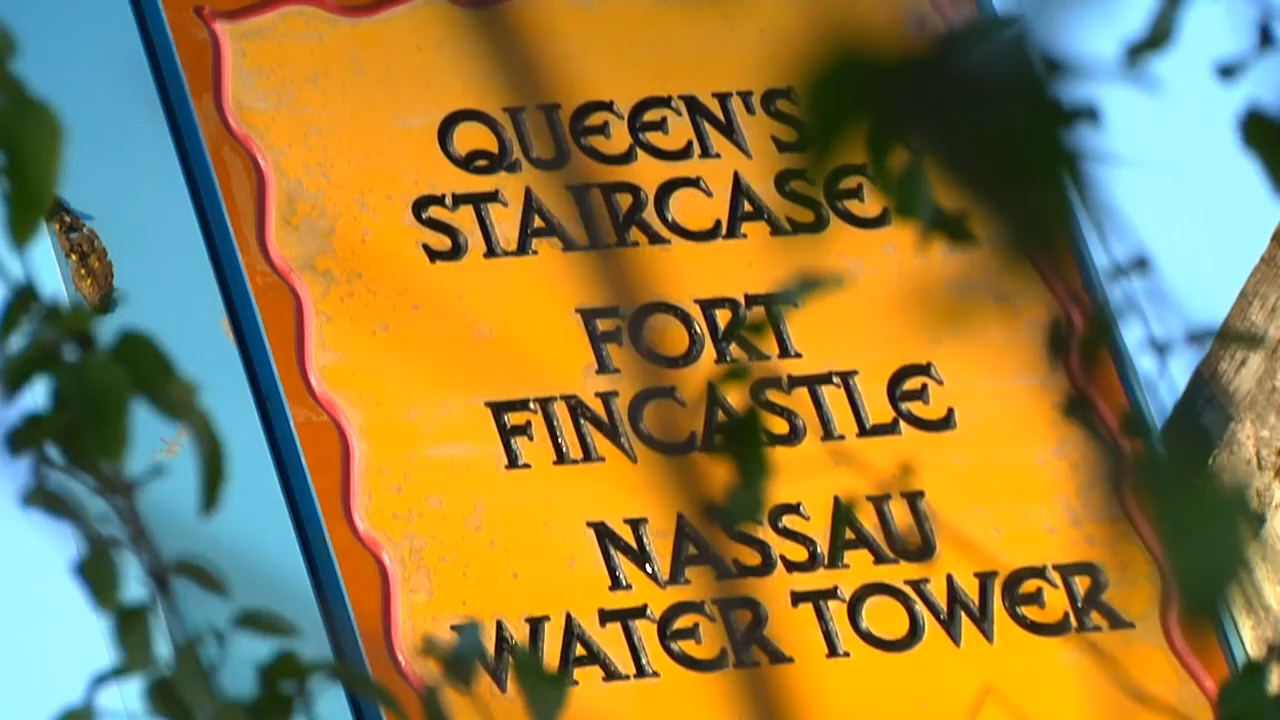 QUEEN'S
STAIRCASE
FORT
FINCASTLE
NASSAU
WATER TOWER